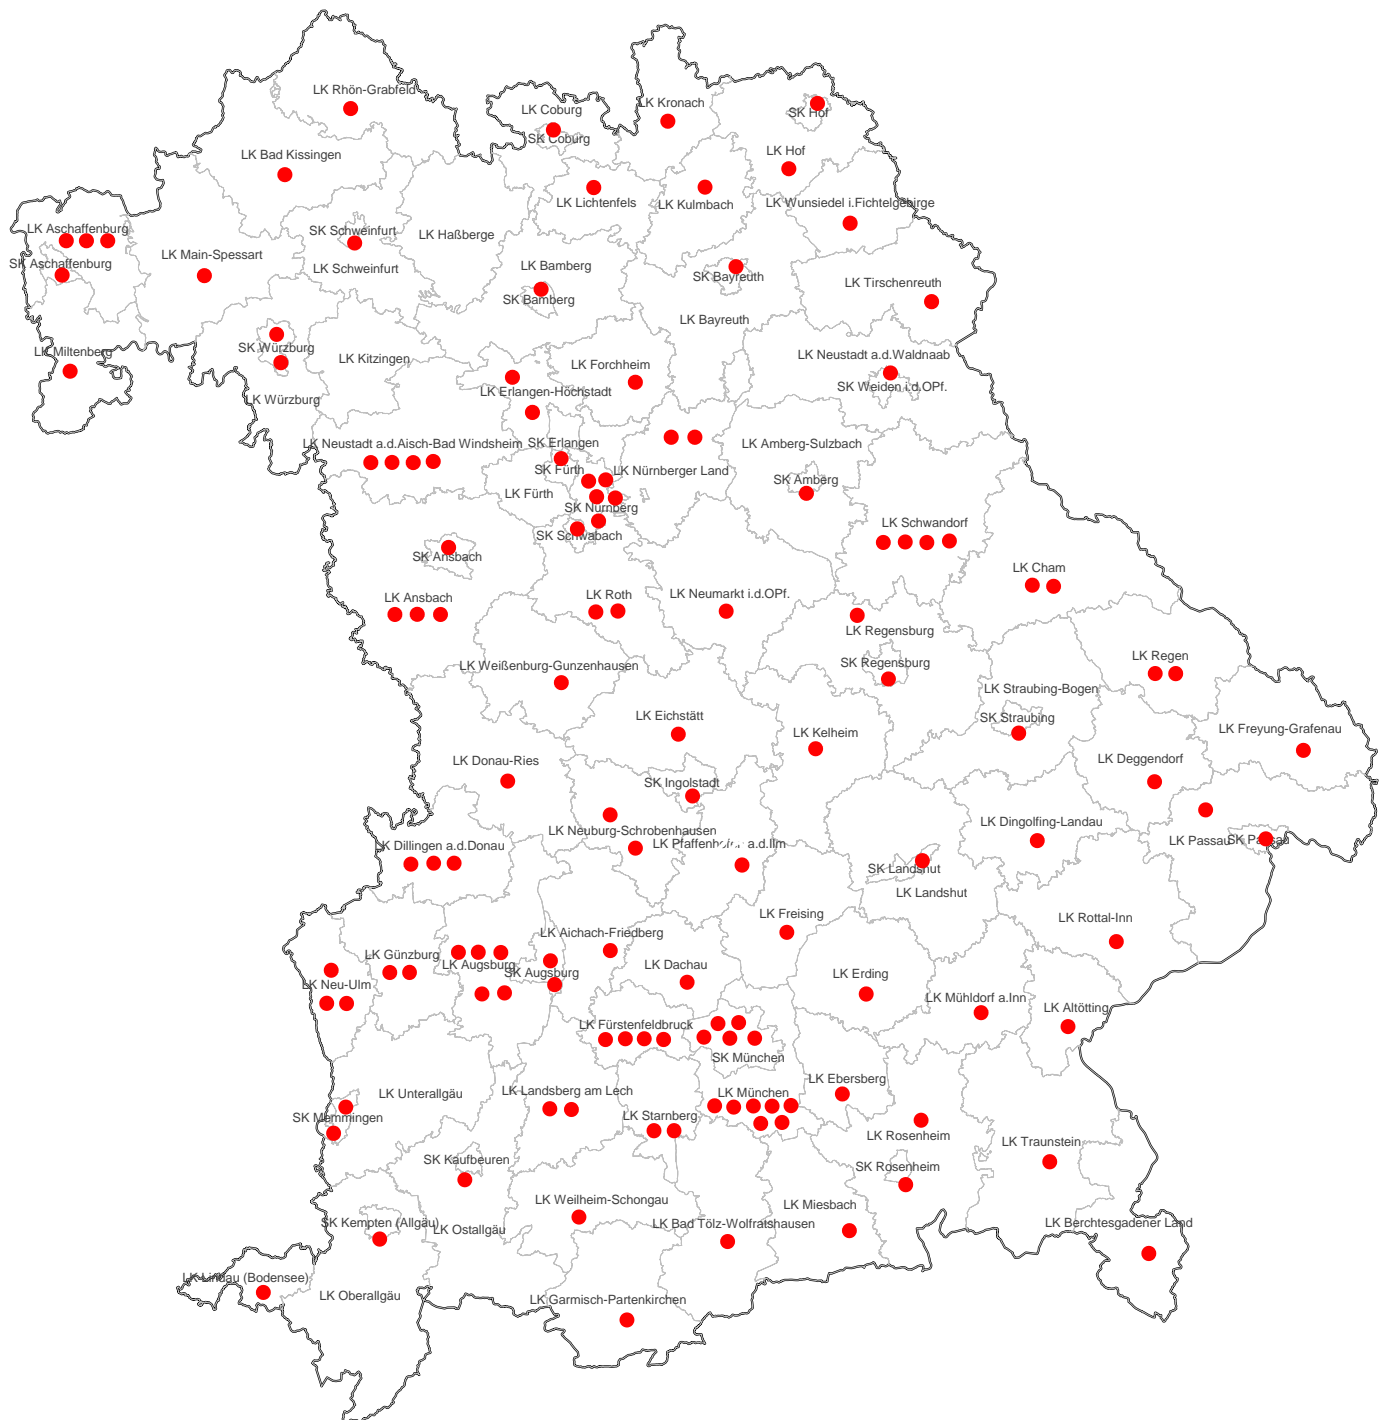 LK Rhön-Grabfeld
LK Coburg
LK Kronach
SK Hof
SK Coburg
LK Bad Kissingen
LK Hof
LK Lichtenfels
LK Kulmbach
LK Wunsiedel i.Fichtelgebirge
LK Aschaffenburg
SK Schweinfurt
LK Haßberge
SK Aschaffenburg
LK Main-Spessart
LK Schweinfurt
LK Bamberg
SK Bayreuth
LK Tirschenreuth
SK Bamberg
LK Bayreuth
LK Miltenberg
SK Würzburg
LK Kitzingen
LK Forchheim
LK Neustadt a.d.Waldnaab
SK Weiden i.d.OPf.
LK Erlangen-Höchstadt
LK Würzburg
LK Neustadt a.d.Aisch-Bad Windsheim
SK Erlangen
LK Amberg-Sulzbach
SK Fürth
LK Nürnberger Land
SK Amberg
LK Fürth
SK Nürnberg
LK Schwandorf
SK Schwabach
SK Ansbach
LK Cham
LK Ansbach
LK Roth
LK Neumarkt i.d.OPf.
LK Regensburg
LK Regen
LK Weißenburg-Gunzenhausen
SK Regensburg
LK Straubing-Bogen
LK Eichstätt
SK Straubing
LK Kelheim
LK Freyung-Grafenau
LK Donau-Ries
LK Deggendorf
SK Ingolstadt
LK Neuburg-Schrobenhausen
LK Dingolfing-Landau
LK Dillingen a.d.Donau
LK Pfaffenhofen a.d.Ilm
LK Passau
SK Passau
SK Landshut
LK Landshut
LK Freising
LK Rottal-Inn
LK Aichach-Friedberg
LK Günzburg
LK Augsburg
SK Augsburg
LK Dachau
LK Erding
LK Neu-Ulm
LK Mühldorf a.Inn
LK Altötting
LK Fürstenfeldbruck
SK München
LK Ebersberg
LK Unterallgäu
LK Landsberg am Lech
LK München
SK Memmingen
LK Starnberg
LK Rosenheim
LK Traunstein
SK Kaufbeuren
SK Rosenheim
LK Weilheim-Schongau
LK Miesbach
SK Kempten (Allgäu)
LK Ostallgäu
LK Bad Tölz-Wolfratshausen
LK Berchtesgadener Land
LK Lindau (Bodensee)
LK Oberallgäu
LK Garmisch-Partenkirchen